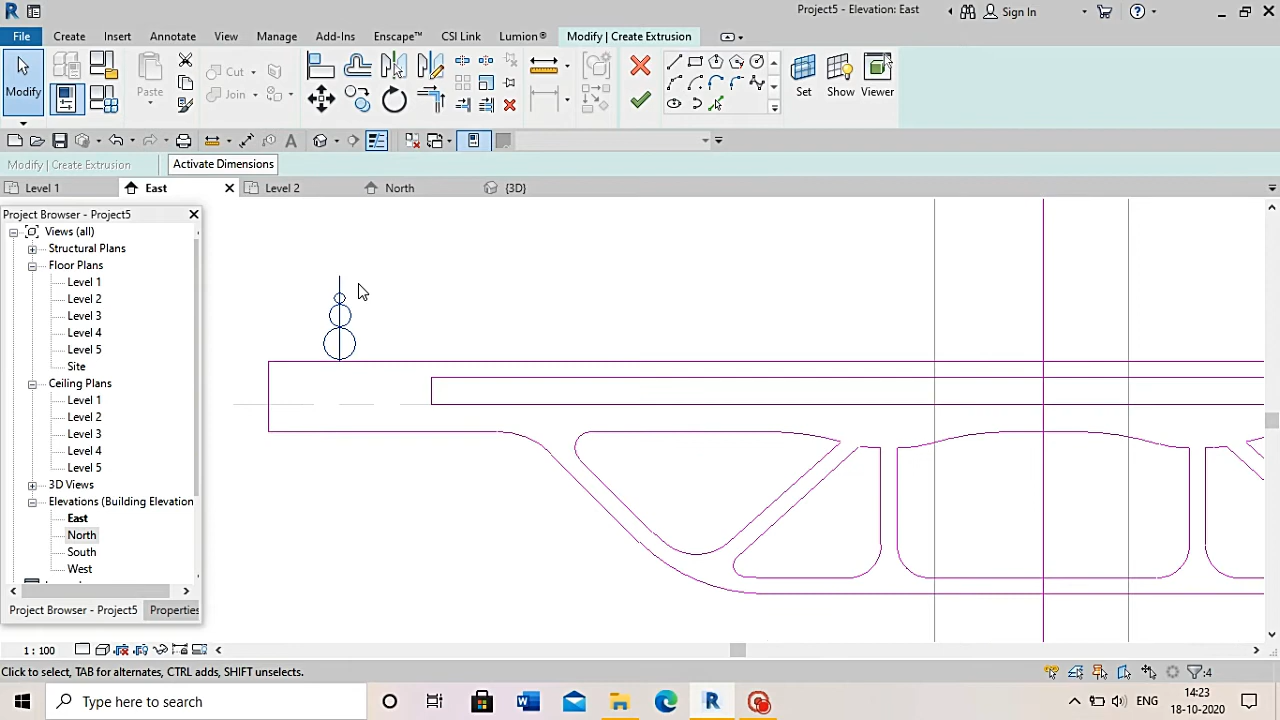 R Project5 - Elevation: East Sign In
File Create Insert Annotate View Manage Add-Ins Enscape™ CSI Link Lumion® Modify | Create Extrusion
Modify Paste Cut Join Set Show Viewer
A
Modify | Create Extrusion Activate Dimensions
Level 1 East Level 2 North {3D}
Project Browser - Project5
Views (all)
Structural Plans
Floor Plans
Level 1
Level 2
Level 3
Level 4
Level 5
Site
Ceiling Plans
Level 1
Level 2
Level 3
Level 4
Level 5
3D Views
Elevations (Building Elevation
East
North
South
West
Project Browser - Project5 Properties
1 : 100
Click to select, TAB for alternates, CTRL adds, SHIFT unselects. :4
Type here to search ENG 14:23
18-10-2020